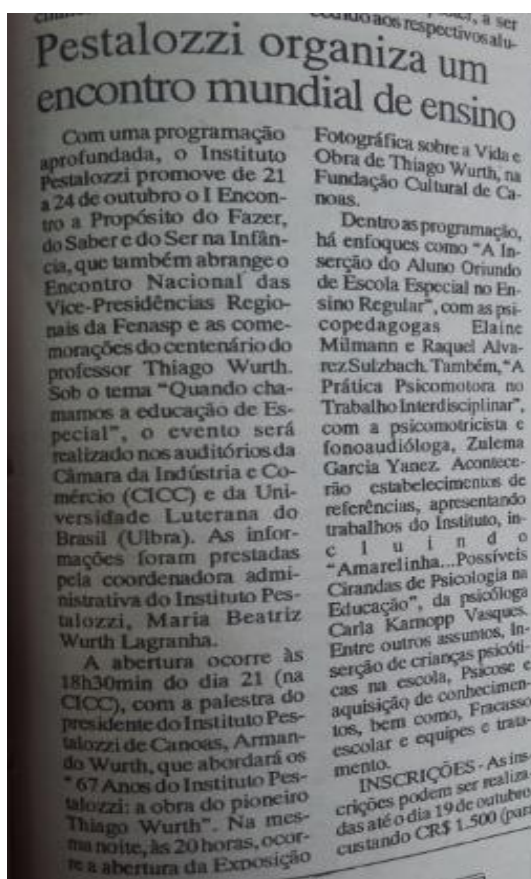 endo aos respectivos alu-
a ser
Pestalozzi organiza um
encontro mundial de ensino
Com uma programação
aprofundada, o Instituto
Pestalozzi promove de 21
a 24 de outubro o I Encon-
tro a Propósito do Fazer,
do Saber e do Ser na Infân-
cia, que também abrange o
Encontro Nacional das
Vice-Presidências Regio-
nais da Fenasp e as come-
morações do centenário do
professor Thiago Wurth.
Sob o tema “Quando cha-
mamos a educação de Es-
pecial”, o evento será
realizado nos auditórios da
Câmara da Indústria e Co-
mércio (CICC) e da Uni-
versidade Luterana do
Brasil (Ulbra). As infor-
mações foram prestadas
pela coordenadora admi-
nistrativa do Instituto Pes-
talozzi, Maria Beatriz
Wurth Lagranha.
A abertura ocorre às
18h30min do dia 21 (na
CICC), com a palestra do
presidente do Instituto Pes-
talozzi de Canoas, Arman-
do Wurth, que abordará os
“67 Anos do Instituto Pes-
talozzi: a obra do pioneiro
Thiago Wurth”. Na mes-
ma noite, às 20 horas, ocor-
re a abertura da Exposição
Fotográfica sobre a Vida e
Obra de Thiago Wurth, na
Fundação Cultural de Ca-
noas.
Dentro as programação,
há enfoques como “A In-
serção do Aluno Oriundo
de Escola Especial no En-
sino Regular”, com as psi-
copedagogas Elaine
Milmann e Raquel Alva-
rez Sulzbach. Também, “A
Prática Psicomotora no
Trabalho Interdisciplinar”,
com a psicomotricista e
fonoaudióloga, Zulema
Garcia Yanez. Acontece-
rão estabelecimentos de
referências, apresentando
trabalhos do Instituto, in-
c l u i n d o
“Amarelinha...Possíveis
Cirandas de Psicologia na
Educação”, da psicóloga
Carla Karnopp Vasques.
Entre outros assuntos, In-
serção de crianças psicóti-
cas na escola, Psicose e
aquisição de conhecimen-
tos, bem como, Fracasso
escolar e equipes e trata-
mento.
INSCRIÇÕES - As ins-
crições podem ser realiza-
das até o dia 19 de outubro
custando CR$ 1.500 (para